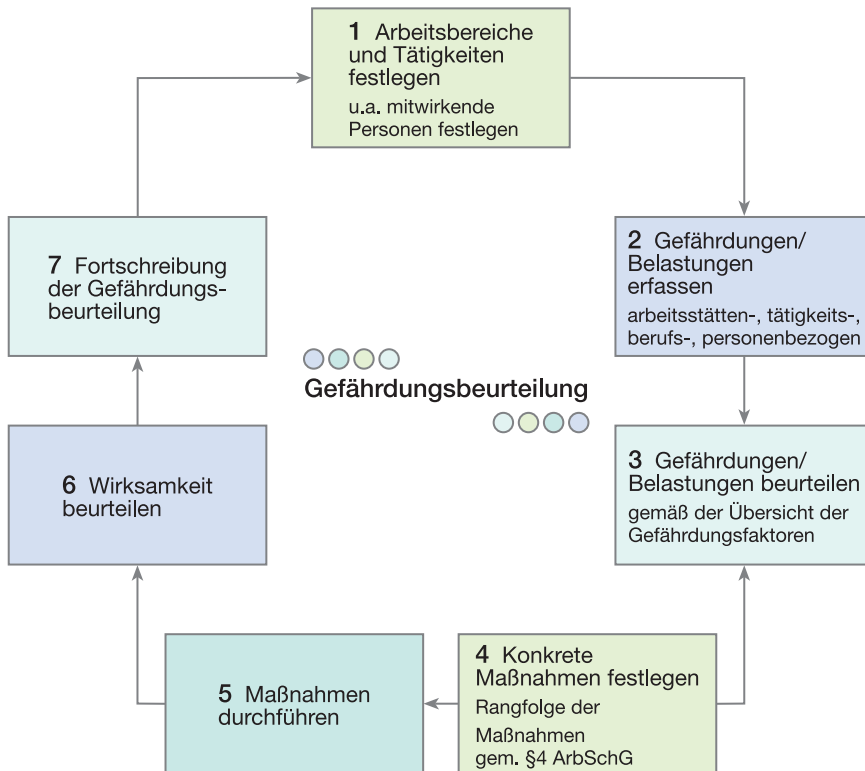 1 Arbeitsbereiche
und Tätigkeiten
festlegen
u.a. mitwirkende
Personen festlegen
2 Gefährdungen/
Belastungen
erfassen
arbeitsstätten-, tätigkeits-,
berufs-, personenbezogen
3 Gefährdungen/
Belastungen beurteilen
gemäß der Übersicht der
Gefährdungsfaktoren
4 Konkrete
Maßnahmen festlegen
Rangfolge der
Maßnahmen
gem. §4 ArbSchG
5 Maßnahmen
durchführen
6 Wirksamkeit
beurteilen
7 Fortschreibung
der Gefährdungs-
beurteilung
Gefährdungsbeurteilung